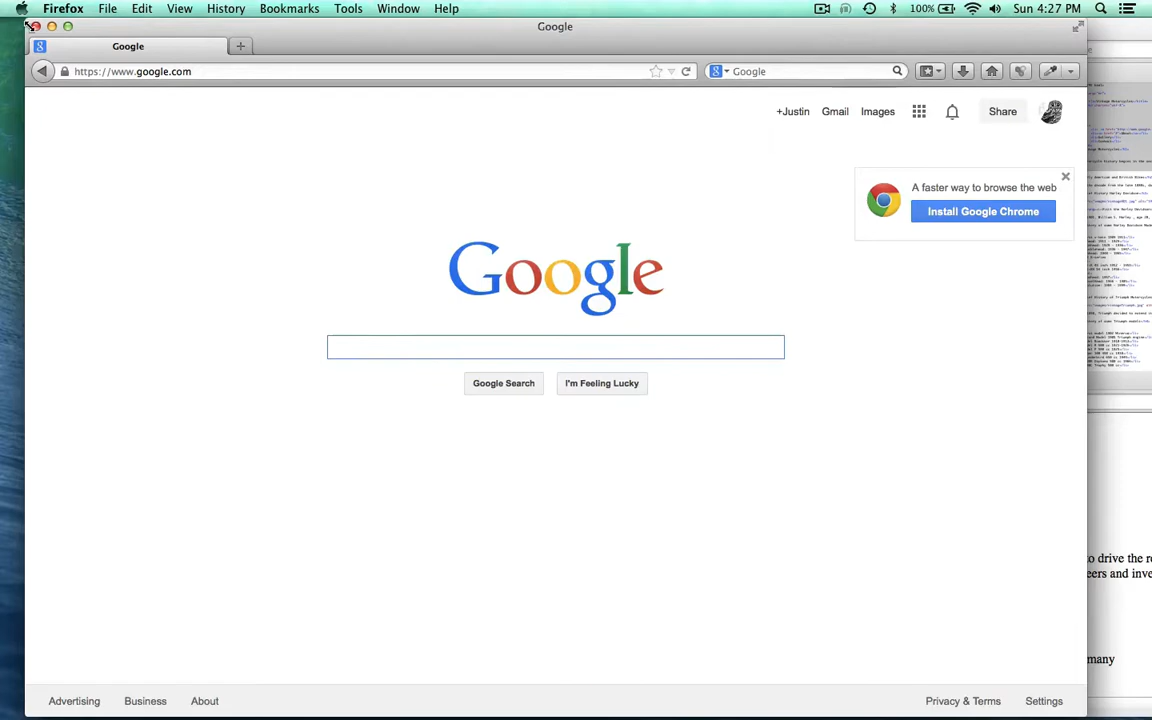 Firefox File Edit View History Bookmarks Tools Window Help 100% Sun 4:27 PM
Google
Google
https://www.google.com Google
+Justin Gmail Images Share
A faster way to browse the web
Install Google Chrome
Google
Google Search I'm Feeling Lucky
o drive the
eers and inve
many
Advertising Business About Privacy & Terms Settings